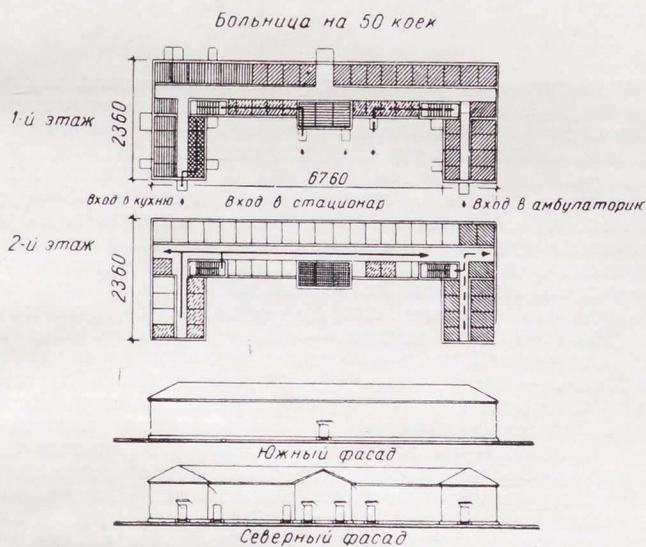 Больница на 50 коек
1-й этаж
2360
6760
Вход в кухню
вход в стационар
Вход в амбулаторик
2-й этаж
2360
Южный фасад
Северный фасад